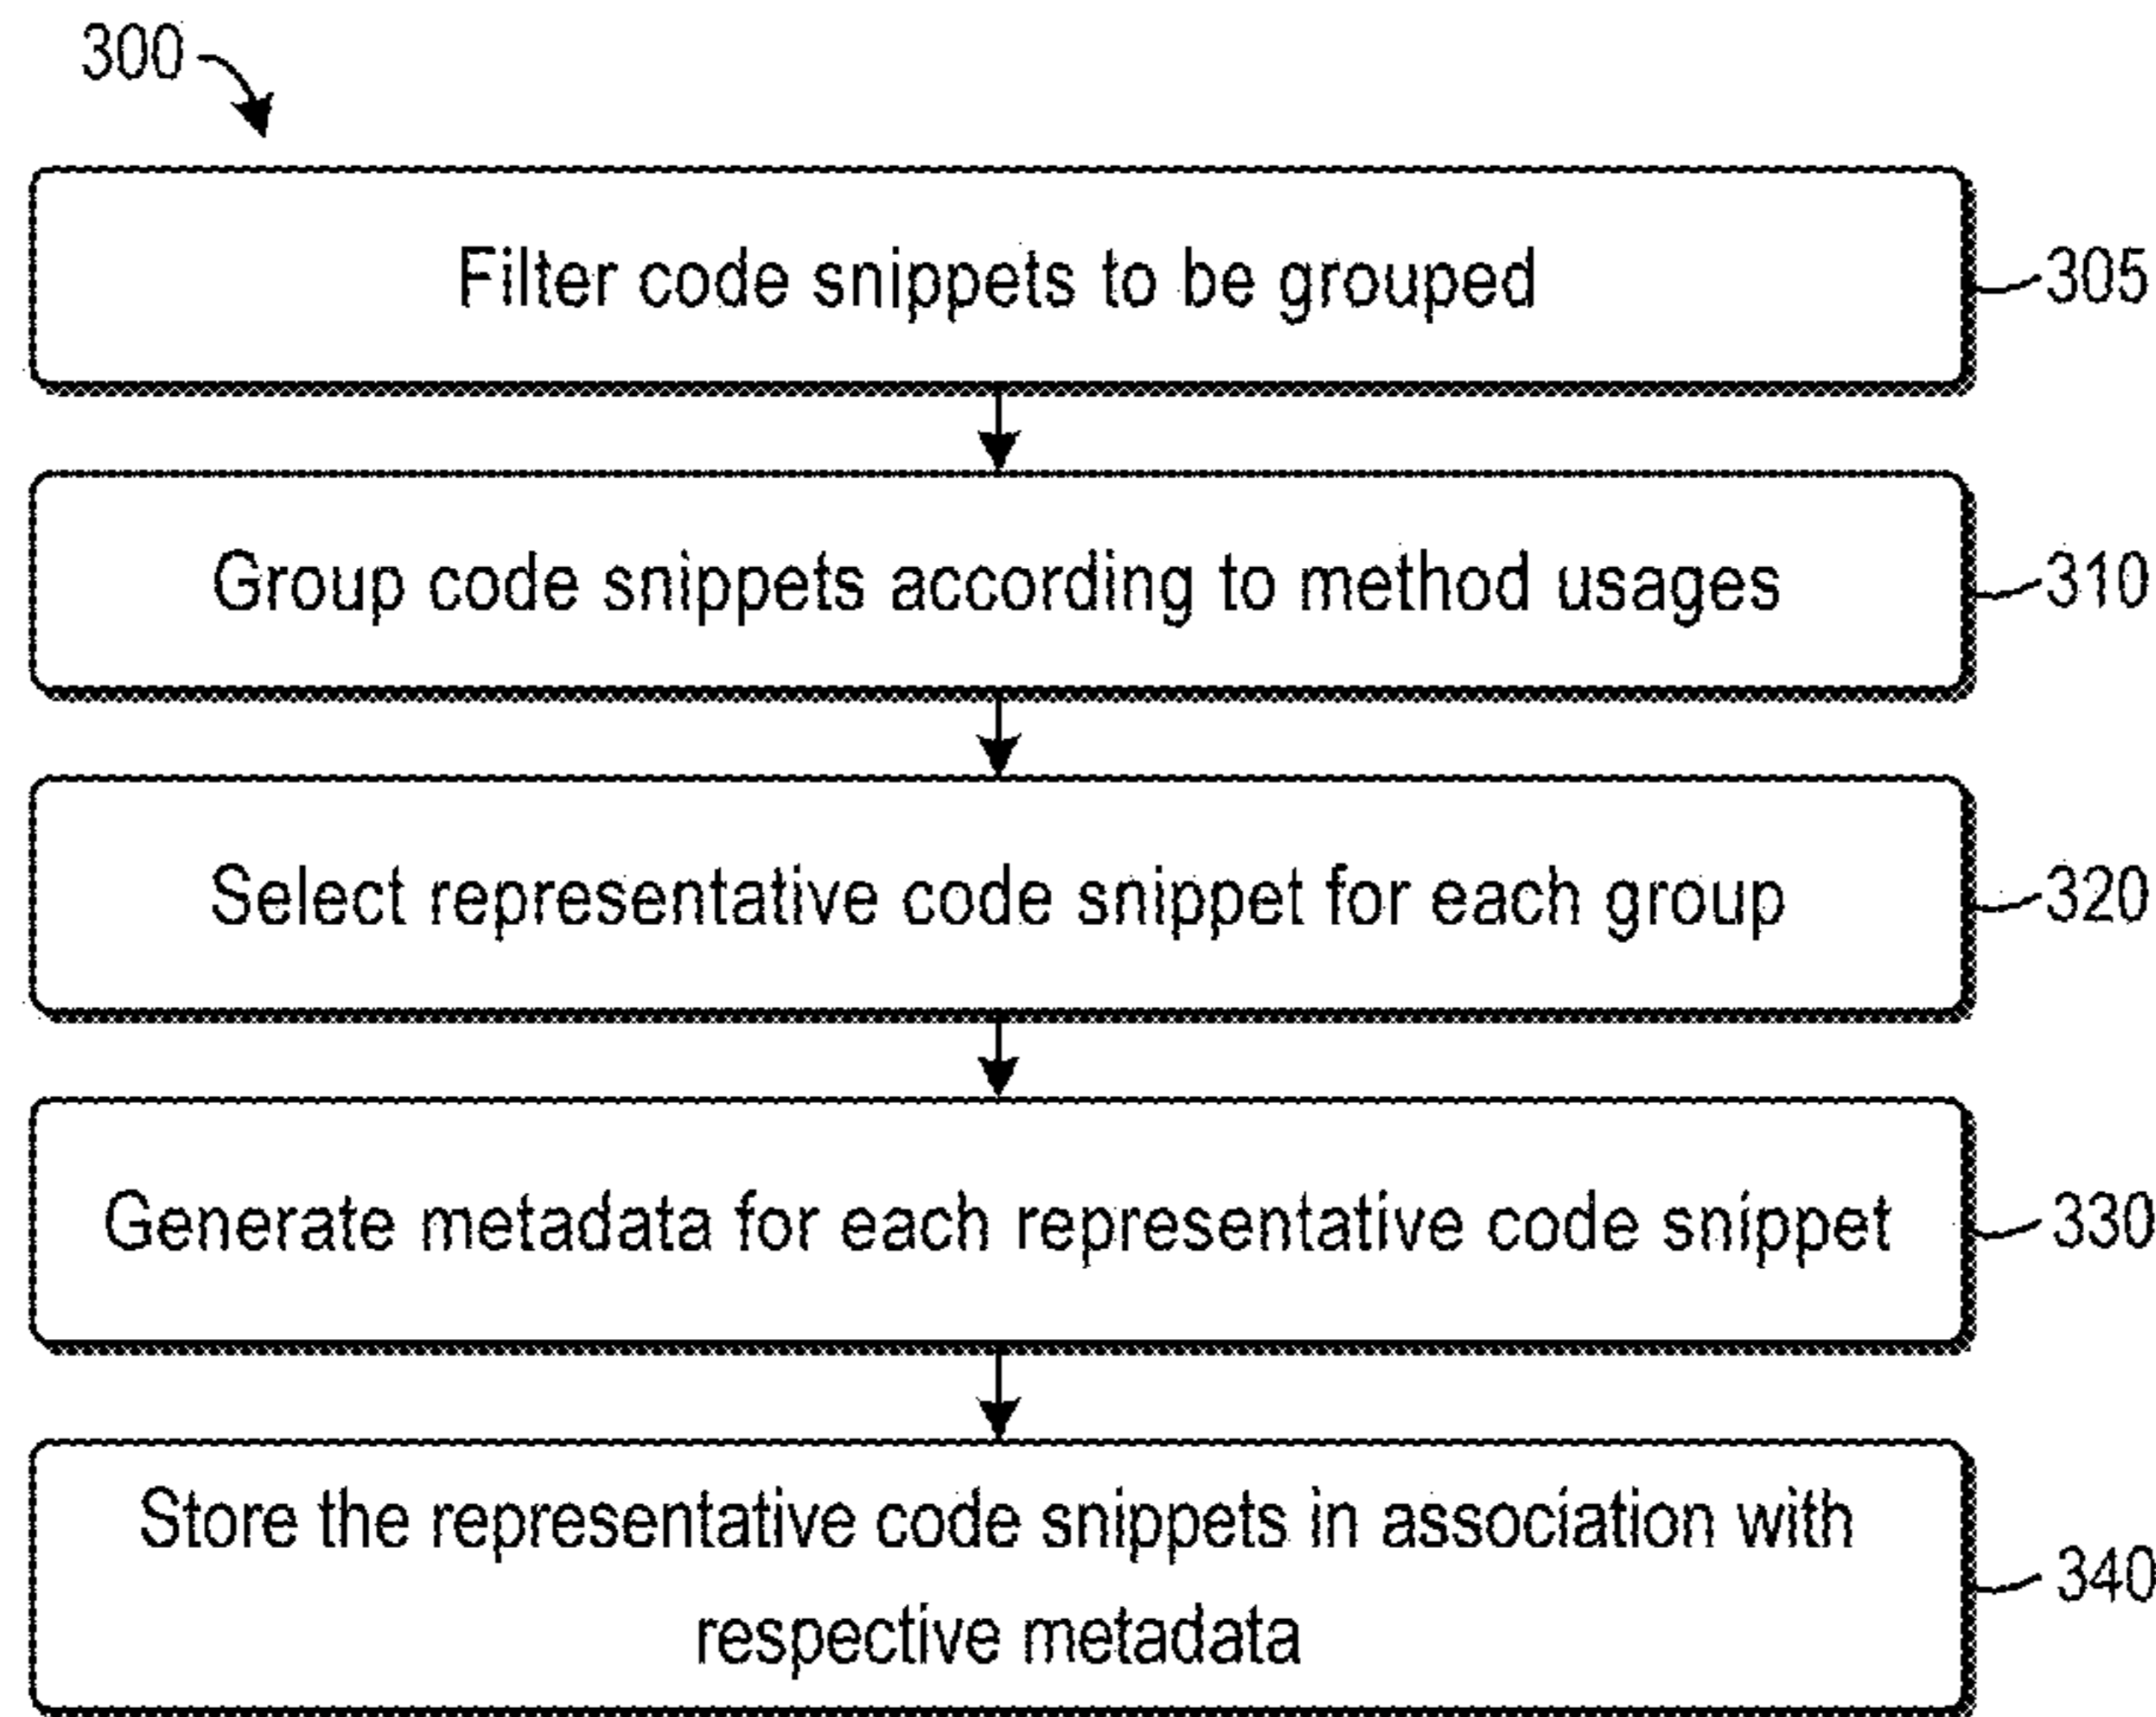 300
Filter code snippets to be grouped
305
Group code snippets according to method usages
310
Select representative code snippet for each group
320
Generate metadata for each representative code snippet
330
Store the representative code snippets in association with
respective metadata
340